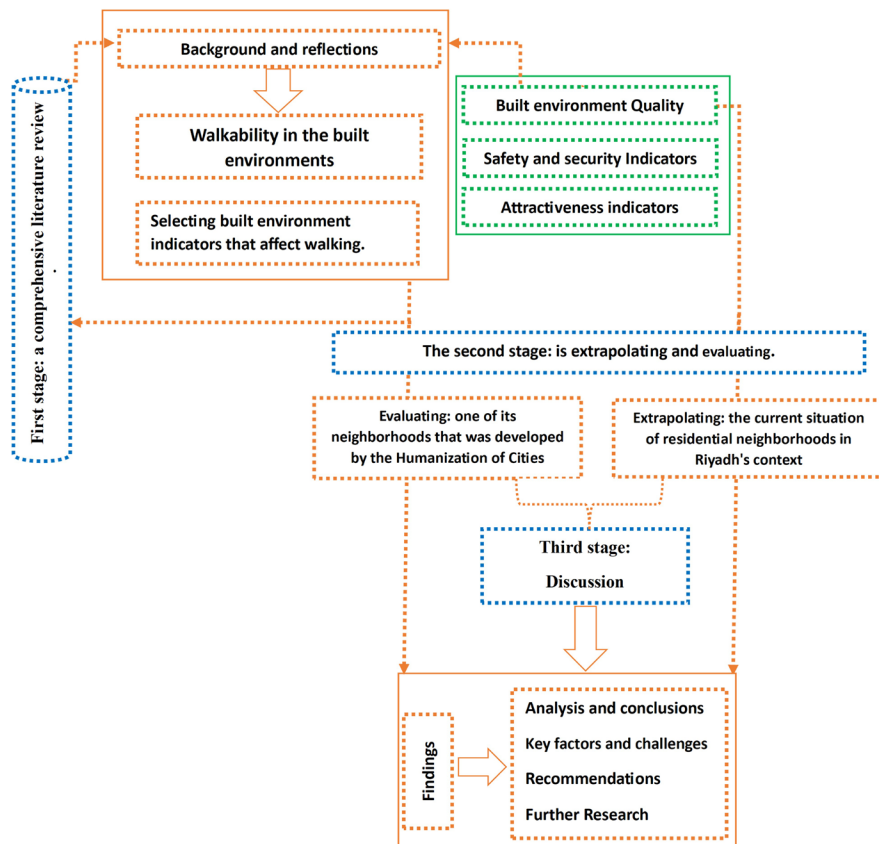 First stage: a comprehensive literature review
.
Background and reflections
Walkability in the built
environments
Selecting built environment
indicators that affect walking.
Built environment Quality
Safety and security Indicators
Attractiveness indicators
The second stage: is extrapolating and evaluating.
Evaluating: one of its
neighborhoods that was developed
by the Humanization of Cities
Extrapolating: the current situation
of residential neighborhoods in
Riyadh's context
Third stage:
Discussion
Findings
Analysis and conclusions
Key factors and challenges
Recommendations
Further Research